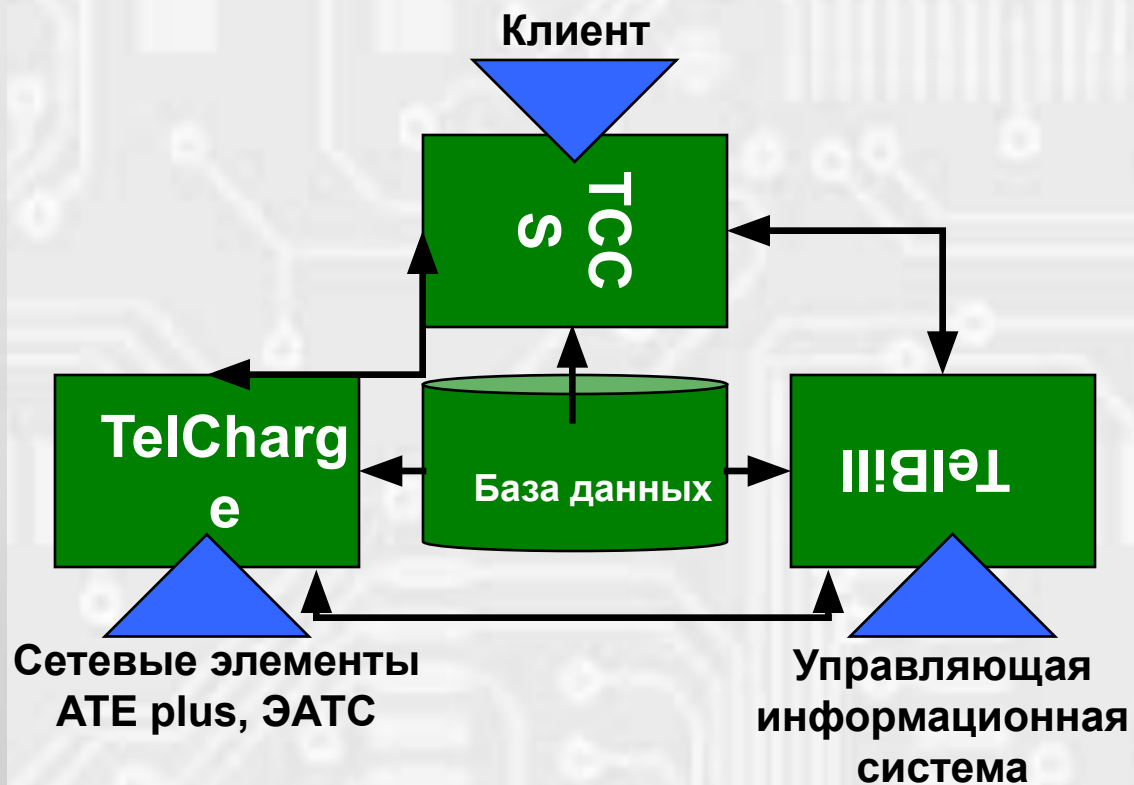 Клиент
TCC
S
TelCharg
e
База данных
TelBill
Сетевые элементы
ATE plus, ЭАТС
Управляющая
информационная
система